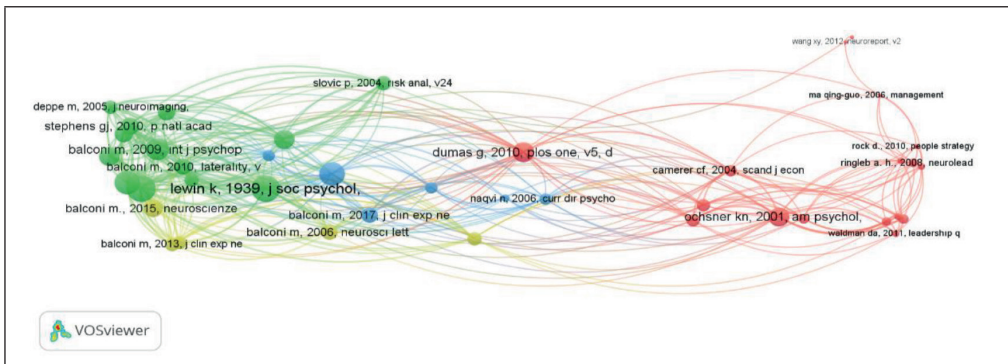 wang xy, 2012, neuroreport, v2
slovic p, 2004, risk anal, v24
ma qing-guo, 2006, management
deppe m, 2005, j neuroimaging,
stephens gj, 2010, p natl acad
rock d., 2010, people strategy
balconi m, 2009, int j psychop
dumas g, 2010, plos one, v5, d
ringleb a. h., 2008, neurolead
balconi m, 2010, laterality, v
camerer cf, 2004, scand j econ
lewin k, 1939, j soc psychol,
naqvi n, 2006, curr dir psycho
balconi m., 2015, neuroscienze
balconi m, 2017, j clin exp ne
ochsner kn, 2001, am psychol,
balconi m, 2006, neurosci lett
waldman da, 2011, leadership q
balconi m, 2013, j clin exp ne
VOSviewer